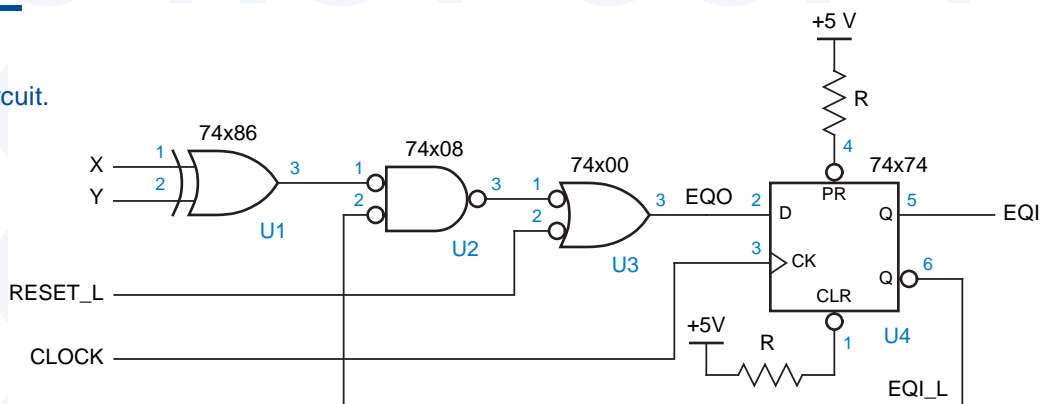 +5 V
cuit.
R
74x86
74x08
74x00
4
74x74
X
1
3
1
3
1
3
EQO
2
D
PR
Q
5
EQI
Y
2
2
2
U1
U2
U3
3
CK
Q
6
RESET_L
CLR
+5V
R
1
U4
CLOCK
EQI_L